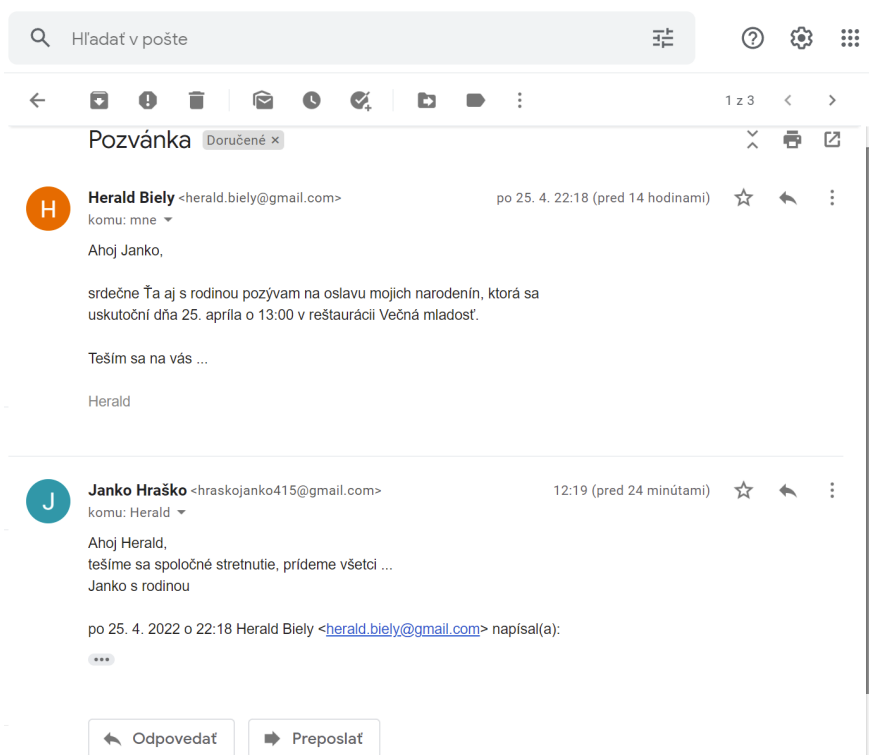 Hľadať v pošte
1 z 3
Pozvánka Doručené ×
Herald Biely <herald.biely@gmail.com> po 25. 4. 22:18 (pred 14 hodinami)
komu: mne
H
Ahoj Janko,
srdečne Ťa aj s rodinou pozývam na oslavu mojich narodenín, ktorá sa
uskutoční dňa 25. apríla o 13:00 v reštaurácii Večná mladosť.
Teším sa na vás ...
Herald
Janko Hraško <hraskojanko415@gmail.com> 12:19 (pred 24 minútami)
J
komu: Herald
Ahoj Herald,
tešíme sa spoločné stretnutie, prídeme všetci ...
Janko s rodinou
po 25. 4. 2022 o 22:18 Herald Biely <herald.biely@gmail.com> napísal(a):
Odpovedať Preposlať